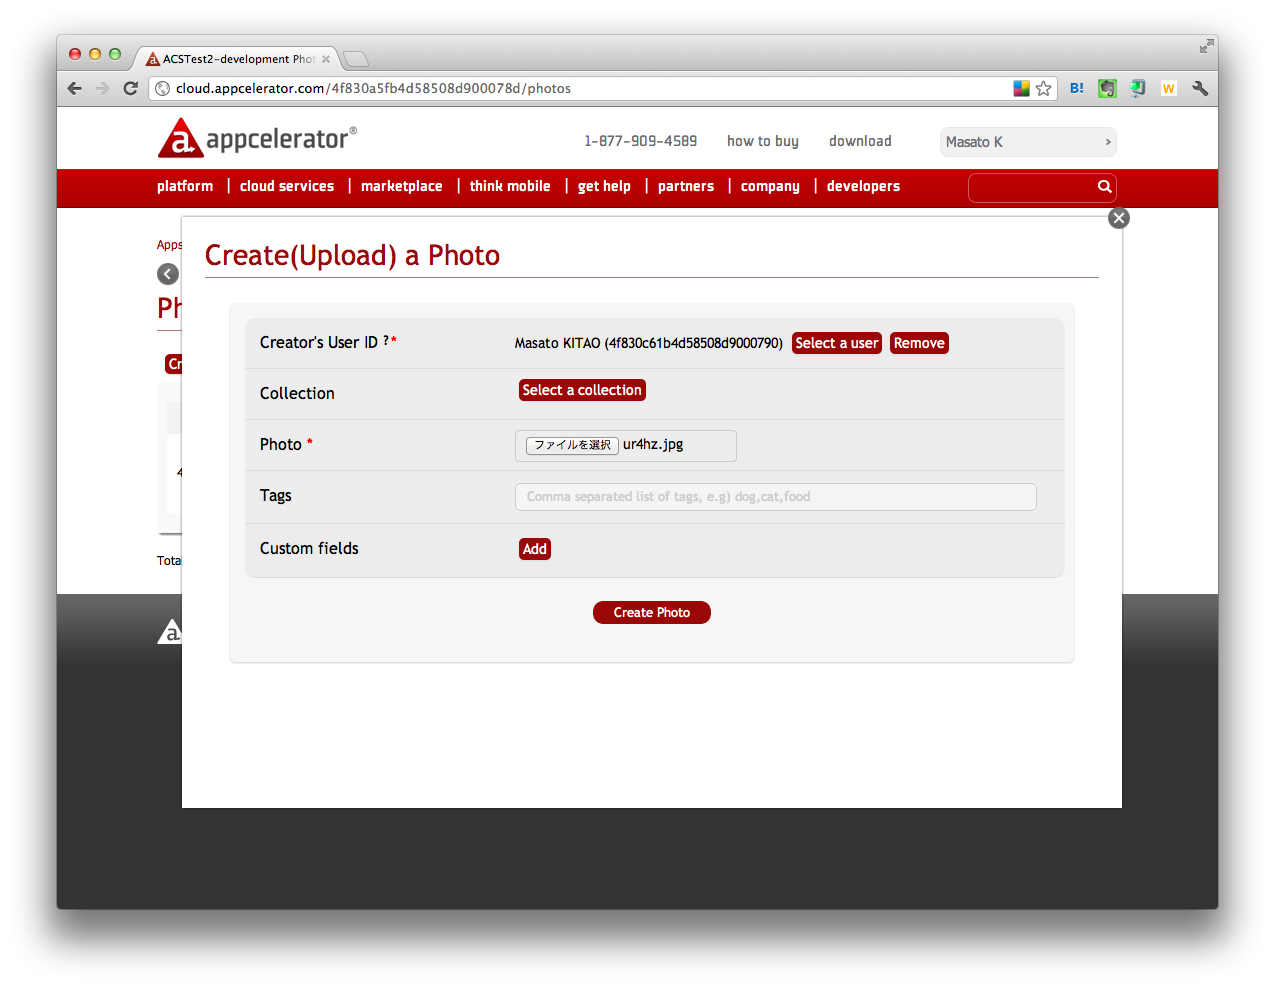 ACSTest2-development Phot
cloud.appcelerator.com/4f830a5fb4d58508d900078d/photos
B!
W
a. appcelerator®
1-877-909-4589 how to buy download Masato K
platform | cloud services | marketplace | think mobile | get help | partners | company | developers
Apps
Create(Upload) a Photo
Ph
Creator's User ID ?* Masato KITAO (4f830c61b4d58508d9000790) Select a user Remove
Cr
Collection Select a collection
Photo * ファイルを選択 ur4hz.jpg
4
Tags Comma separated list of tags, e.g) dog,cat,food
Custom fields Add
Tota
Create Photo
a.